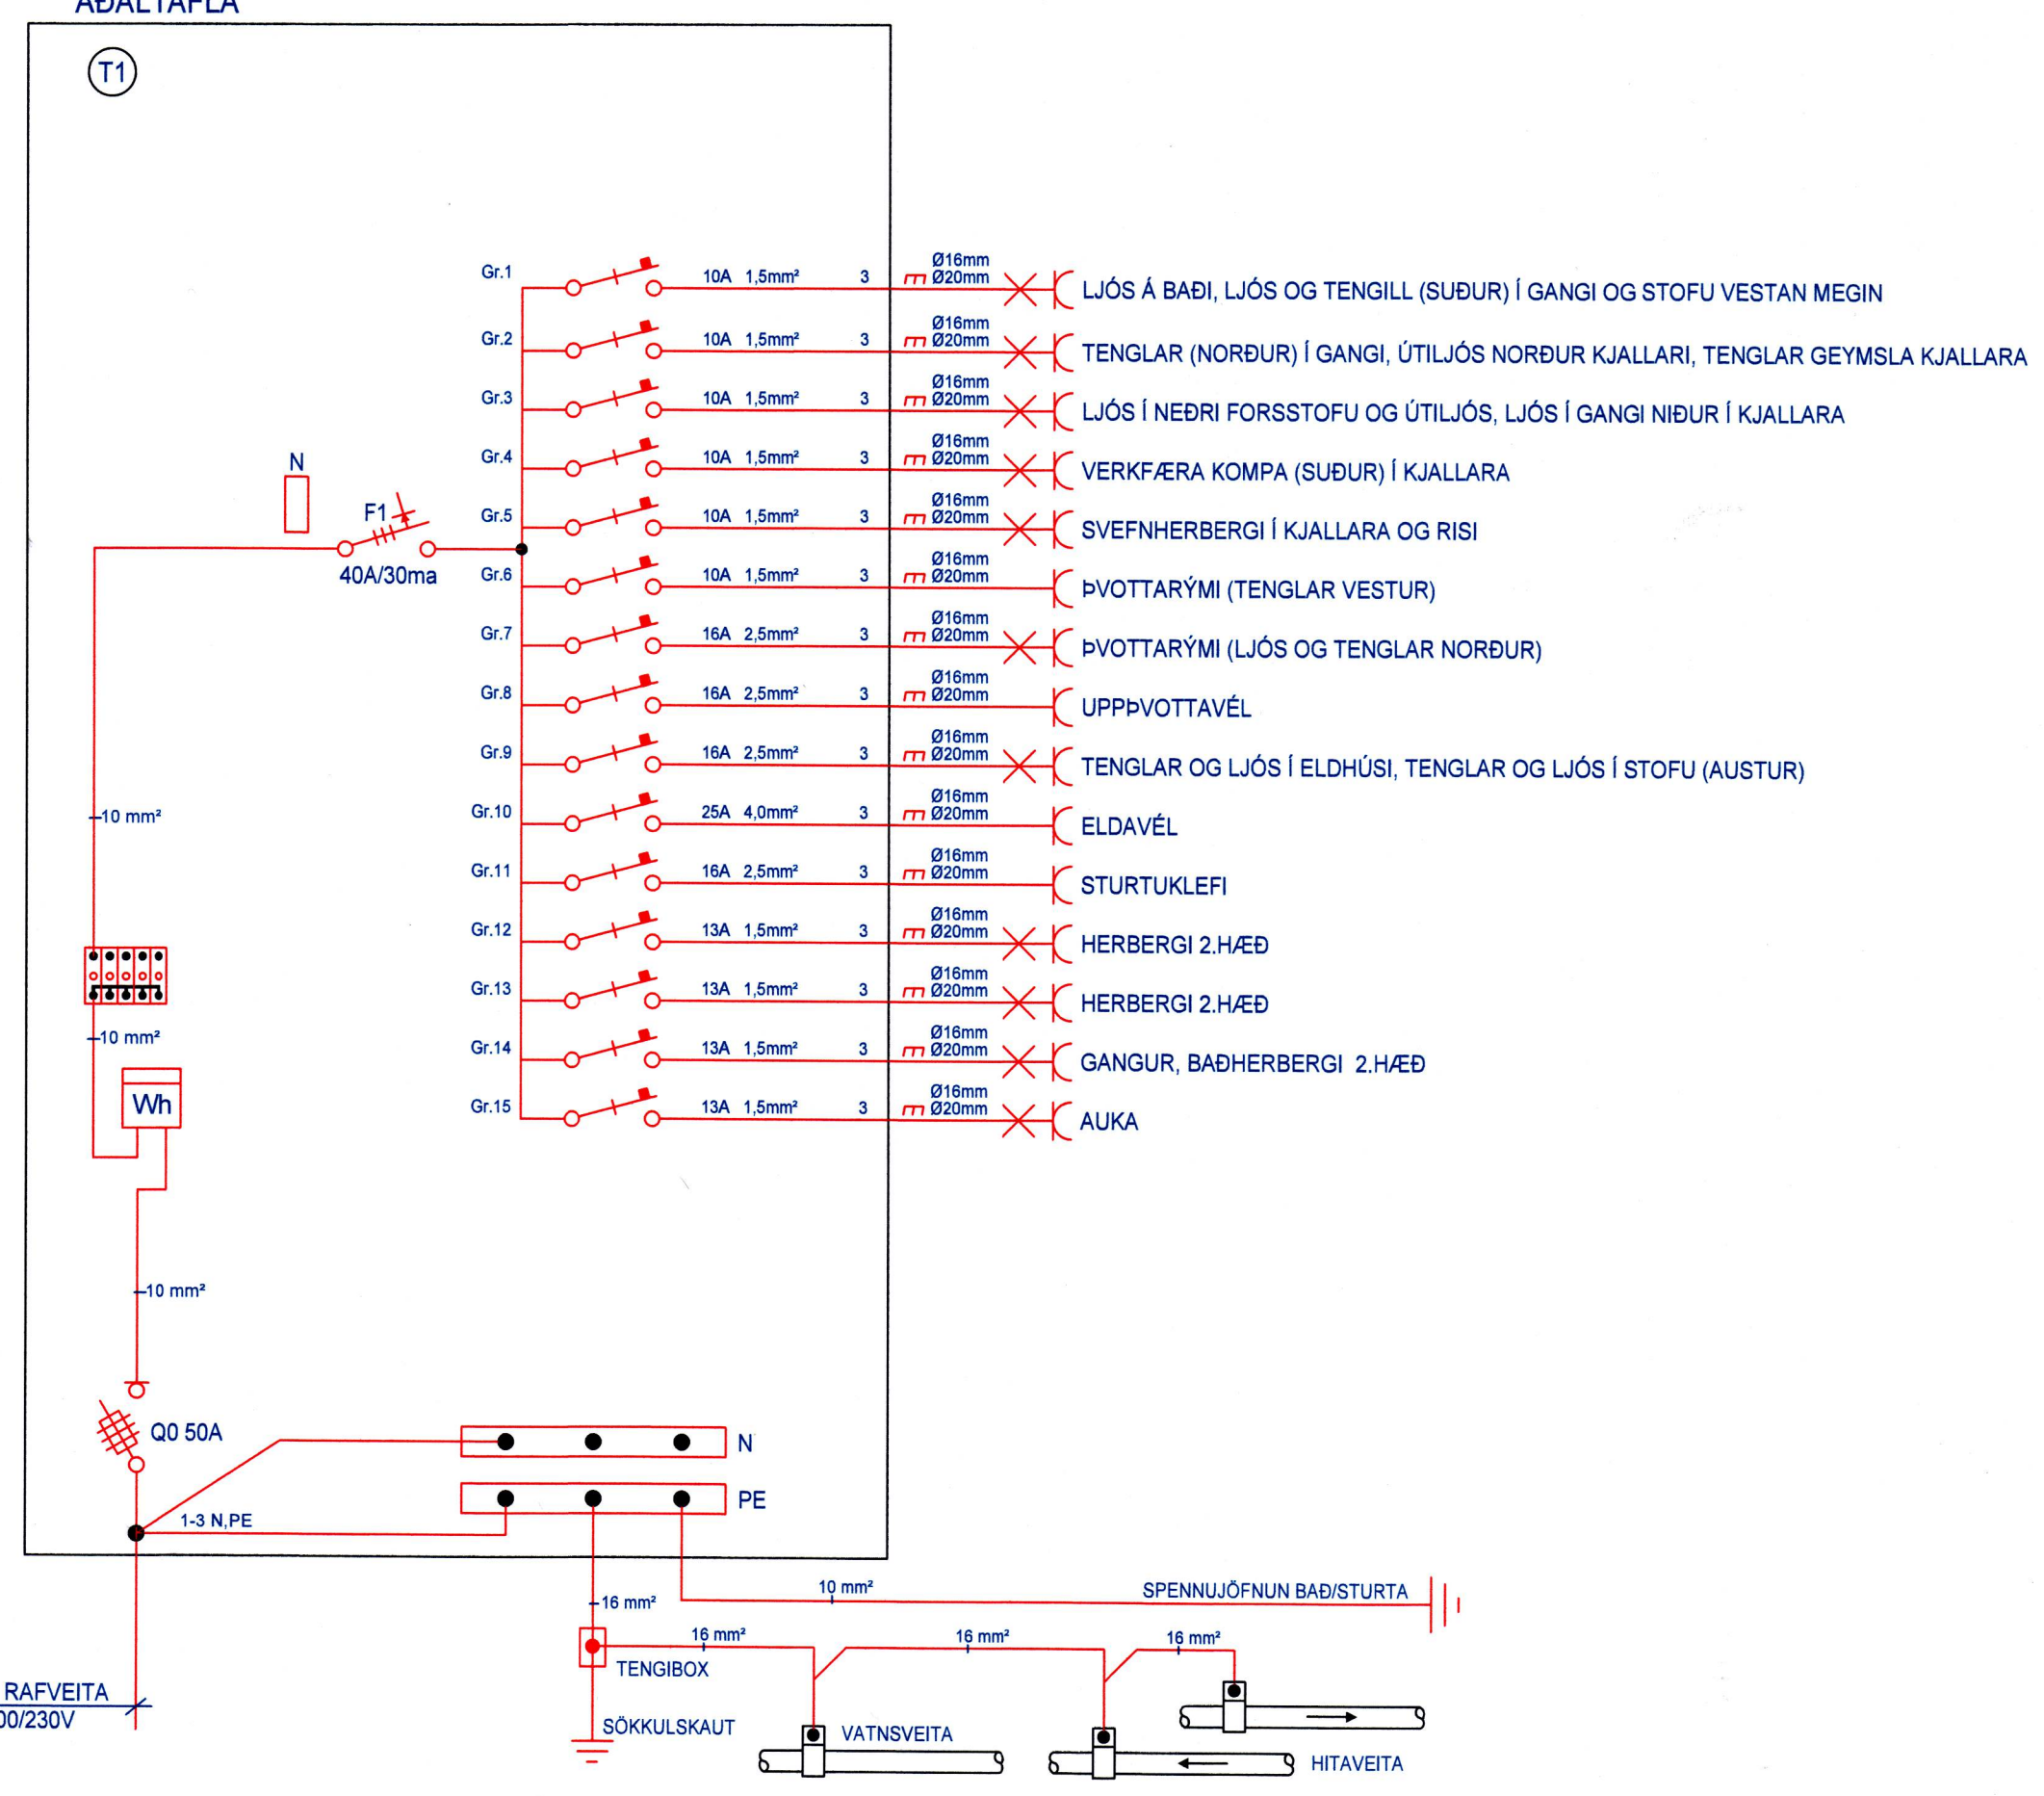 AÐALTAFLA
T1
Gr.1 10A 1,5mm² 3 Ø16mm Ø20mm LJÓS Á BAÐI, LJÓS OG TENGILL (SUÐUR) Í GANGI OG STOFU VESTAN MEGIN
Gr.2 10A 1,5mm² 3 Ø16mm Ø20mm TENGLAR (NORÐUR) Í GANGI, ÚTILJÓS NORÐUR KJALLARI, TENGLAR GEYMSLA KJALLARA
Gr.3 10A 1,5mm² 3 Ø16mm Ø20mm LJÓS Í NEÐRI FORSSTOFU OG ÚTILJÓS, LJÓS Í GANGI NIÐUR Í KJALLARA
Gr.4 10A 1,5mm² 3 Ø16mm Ø20mm VERKFÆRA KOMPA (SUÐUR) Í KJALLARA
Gr.5 10A 1,5mm² 3 Ø16mm Ø20mm SVEFNHERBERGI Í KJALLARA OG RISI
Gr.6 10A 1,5mm² 3 Ø16mm Ø20mm ÞVOTTARÝMI (TENGLAR VESTUR)
Gr.7 16A 2,5mm² 3 Ø16mm Ø20mm ÞVOTTARÝMI (LJÓS OG TENGLAR NORÐUR)
Gr.8 16A 2,5mm² 3 Ø16mm Ø20mm UPPÞVOTTAVÉL
Gr.9 16A 2,5mm² 3 Ø16mm Ø20mm TENGLAR OG LJÓS Í ELDHÚSI, TENGLAR OG LJÓS Í STOFU (AUSTUR)
Gr.10 25A 4,0mm² 3 Ø16mm Ø20mm ELDAVÉL
Gr.11 16A 2,5mm² 3 Ø16mm Ø20mm STURTUKLEFI
Gr.12 13A 1,5mm² 3 Ø16mm Ø20mm HERBERGI 2.HÆÐ
Gr.13 13A 1,5mm² 3 Ø16mm Ø20mm HERBERGI 2.HÆÐ
Gr.14 13A 1,5mm² 3 Ø16mm Ø20mm GANGUR, BAÐHERBERGI 2.HÆÐ
Gr.15 13A 1,5mm² 3 Ø16mm Ø20mm AUKA
N
F1
40A/30ma
10 mm²
10 mm²
Wh
10 mm²
Q0 50A
N
PE
1-3 N,PE
10 mm²
SPENNUJÖFNUN BAÐ/STURTA
16 mm²
16 mm²
16 mm²
16 mm²
TENGIBOX
SÖKKULSKAUT
VATNSVEITA
HITAVEITA
RAFVEITA
00/230V